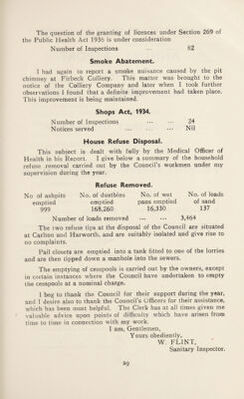 The question of the granting of licences under Section 269 of
the Public Health Act 1936 is under consideration
Number of Inspections ... 82
Smoke Abatement.
I had again to report a smoke nuisance caused by the pit
chimney at Firbeck Colliery. This matter was brought to the
notice of the Colliery Company and later when I took further
observations I found that a definite improvement had taken place.
This improvement is being maintained.
Shops Act, 1934.
Number of Inspections ... ... ... 24
Notices served ... ... ... Nil
House Refuse Disposal.
This subject is dealt with fully by the Medical Officer of
Health in his Report. I give below a summary of the household
refuse removal carried out by the Council's workmen under my
supervision during the year.
Refuse Removed.
No. of ashpits No. of dustbins No. of wet No. of loads
emptied emptied pans emptied of sand
999 168,260 16,330 137
Number of loads removed ... ... 3,464
The two refuse tips at the disposal of the Council are situated
at Carlton and Harworth, and are suitably isolated and give rise to
no complaints.
Pail closets are emptied into a tank fitted to one of the lorries
and are then tipped down a manhole into the sewers.
The emptying of cesspools is carried out by the owners, except
in certain instances where the Council have undertaken to empty
the cesspools at a nominal charge.
I beg to thank the Council for their support during the year,
and I desire also to thank the Council's Officers for their assistance,
which has been most helpful. The Clerk has at all times given me
valuable advice upon points of difficulty which have arisen from
time to time in connection with my work.
I am, Gentlemen,
Yours obediently,
W. FLINT,
Sanitary Inspector.
29